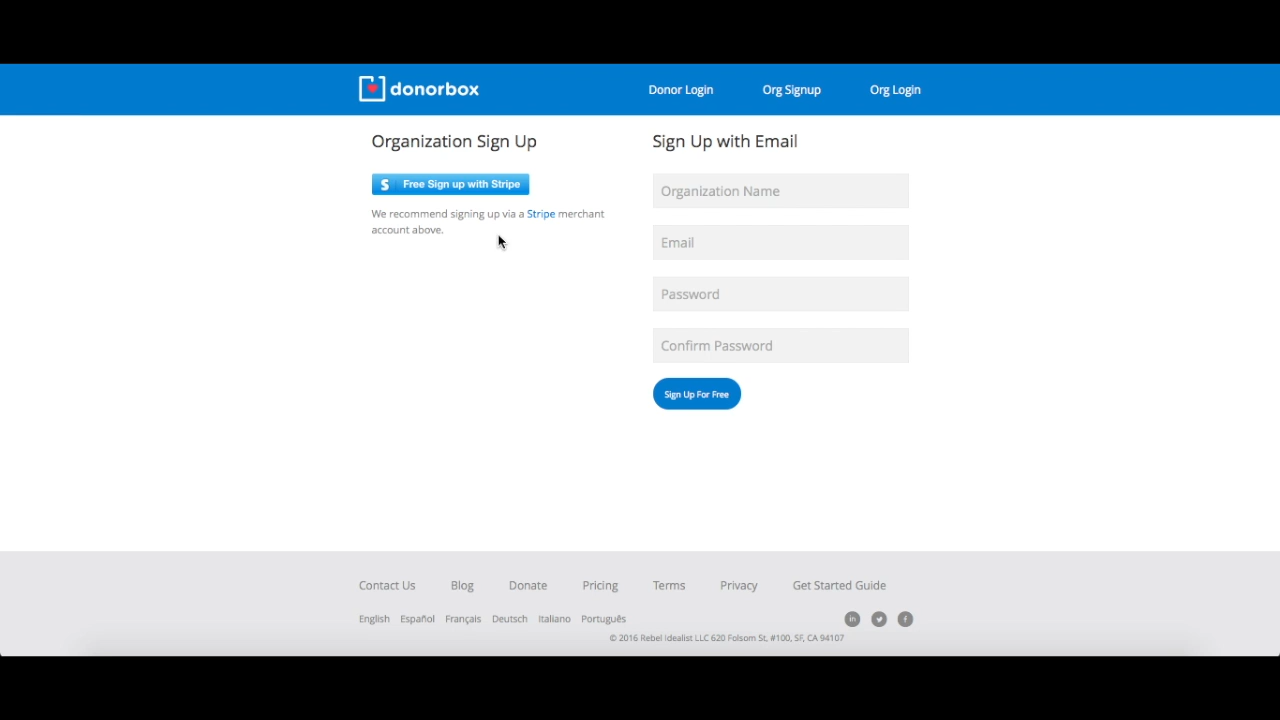 donorbox
Donor Login
Org Signup
Org Login
Organization Sign Up
S Free Sign up with Stripe
We recommend signing up via a Stripe merchant
account above.
Sign Up with Email
Organization Name
Email
Password
Confirm Password
Sign Up For Free
Contact Us
Blog
Donate
Pricing
Terms
Privacy
Get Started Guide
English
Español
Français
Deutsch
Italiano
Português
in
f
© 2016 Rebel Idealist LLC 620 Folsom St, #100, SF, CA 94107